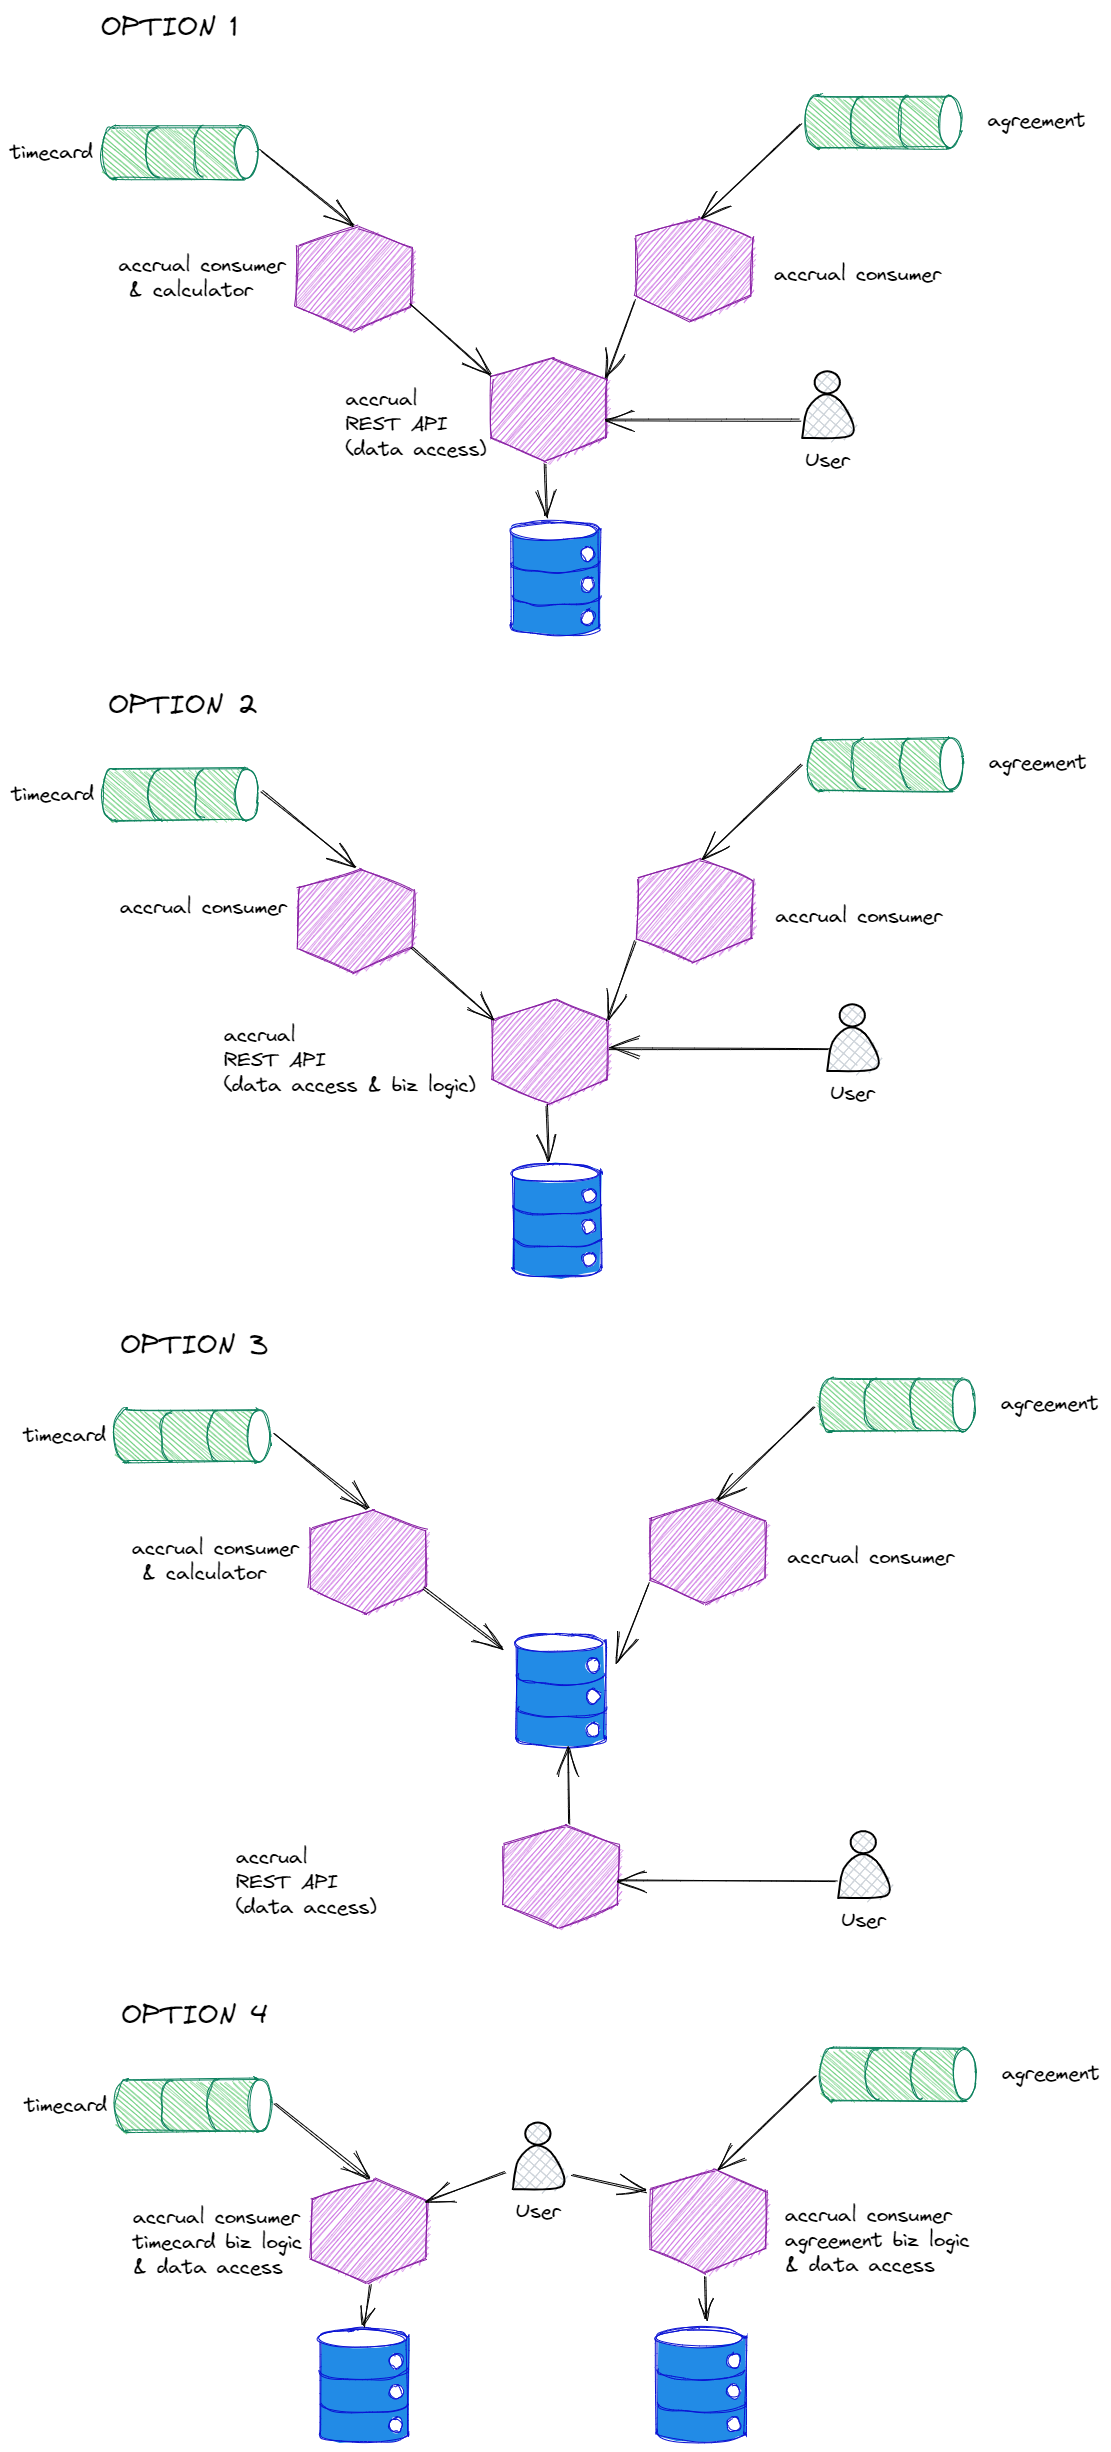 OPTION 1
timecard
agreement
accrual consumer
& calculator
accrual consumer
accrual
REST API
(data access)
User
OPTION 2
timecard
agreement
accrual consumer
accrual consumer
accrual
REST API
(data access & biz logic)
User
OPTION 3
timecard
agreement
accrual consumer
& calculator
accrual consumer
accrual
REST API
(data access)
User
OPTION 4
timecard
agreement
User
accrual consumer
timecard biz logic
& data access
accrual consumer
agreement biz logic
& data access